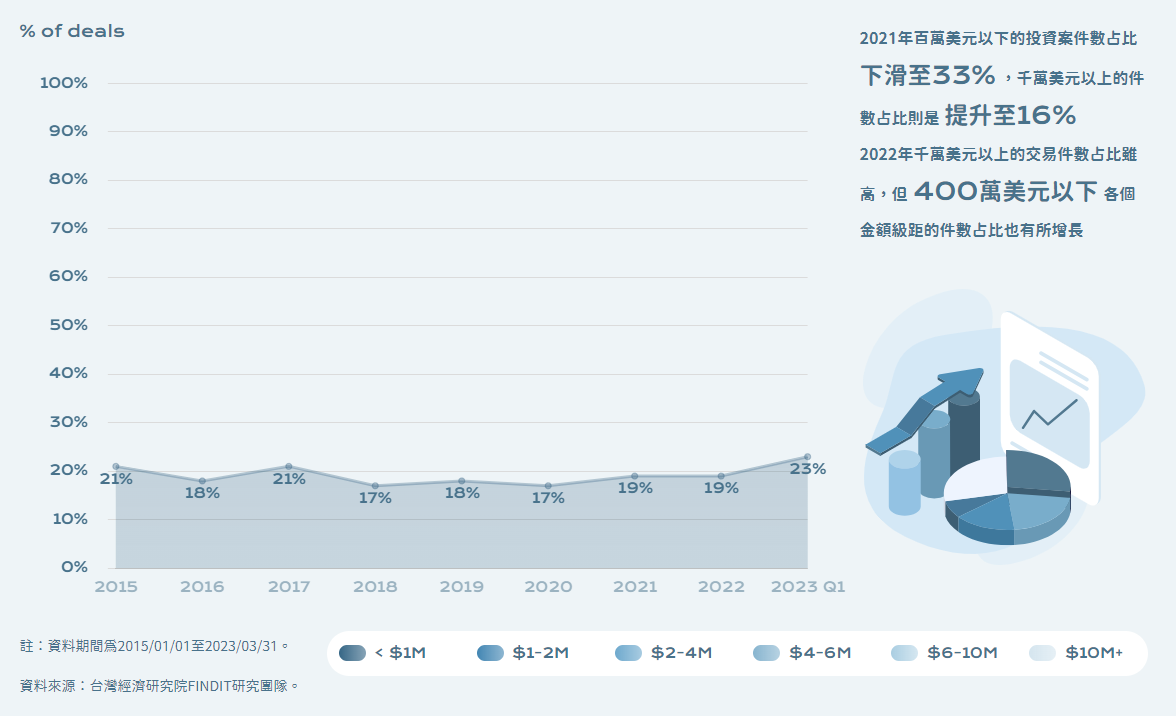 % of deals
100%
90%
80%
70%
60%
50%
40%
30%
20%
10%
0%
21%
18%
21%
17%
18%
17%
19%
19%
23%
2015
2016
2017
2018
2019
2020
2021
2022
2023 Q1
2021年百萬美元以下的投資案件數占比
下滑至33%，千萬美元以上的件
數占比則是 提升至16%
2022年千萬美元以上的交易件數占比雖
高，但 400萬美元以下 各個
金額級距的件數占比也有所增長
註：資料期間為2015/01/01至2023/03/31。
資料來源：台灣經濟研究院FINDIT研究團隊。
< $1M
$1-2M
$2-4M
$4-6M
$6-10M
$10M+